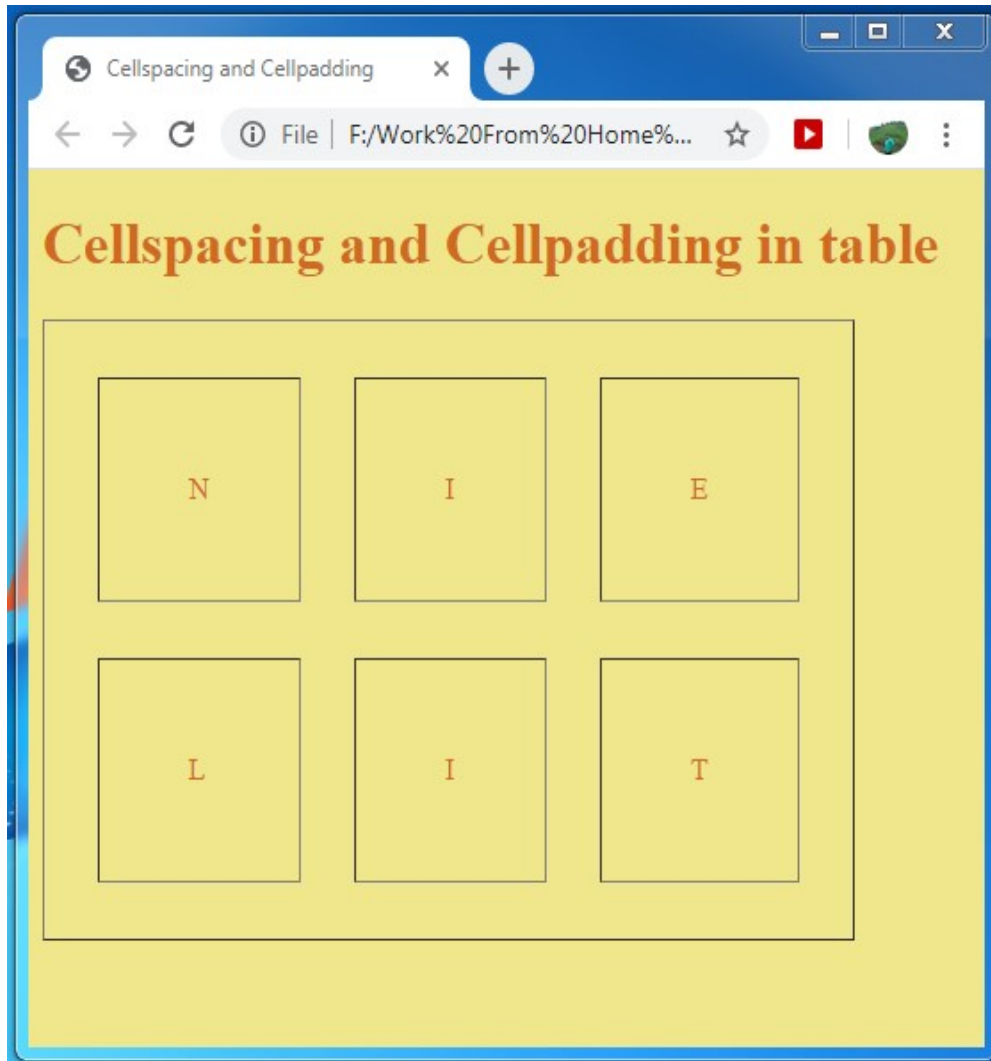 Cellspacing and Cellpadding
File F:/Work%20From%20Home%...
Cellspacing and Cellpadding in table
N I E
L I T